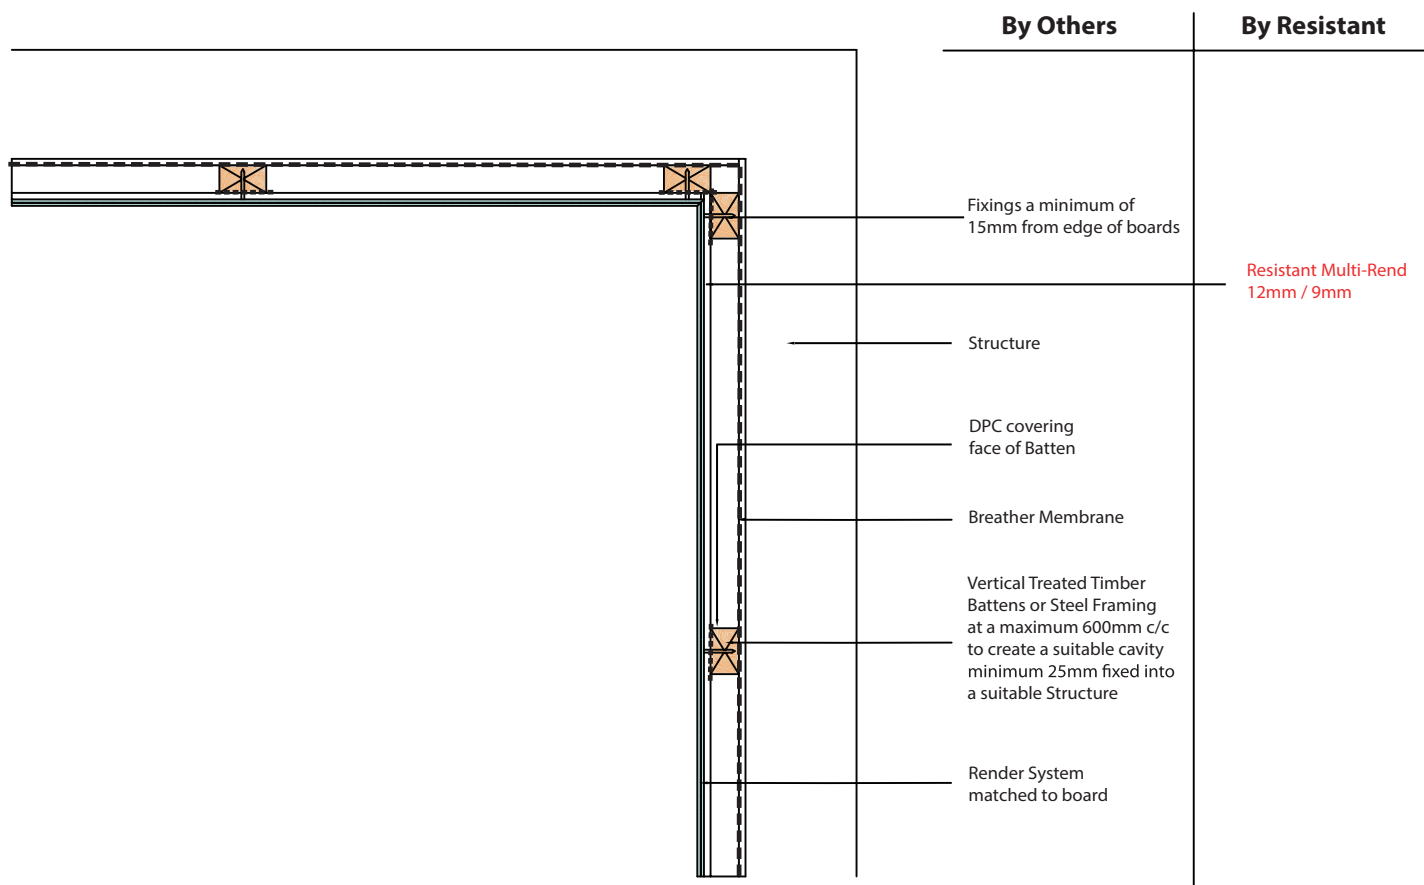 By Others
By Resistant
Fixings a minimum of
15mm from edge of boards
Resistant Multi-Rend
12mm / 9mm
Structure
DPC covering
face of Batten
Breather Membrane
Vertical Treated Timber
Battens or Steel Framing
at a maximum 600mm c/c
to create a suitable cavity
minimum 25mm fixed into
a suitable Structure
Render System
matched to board